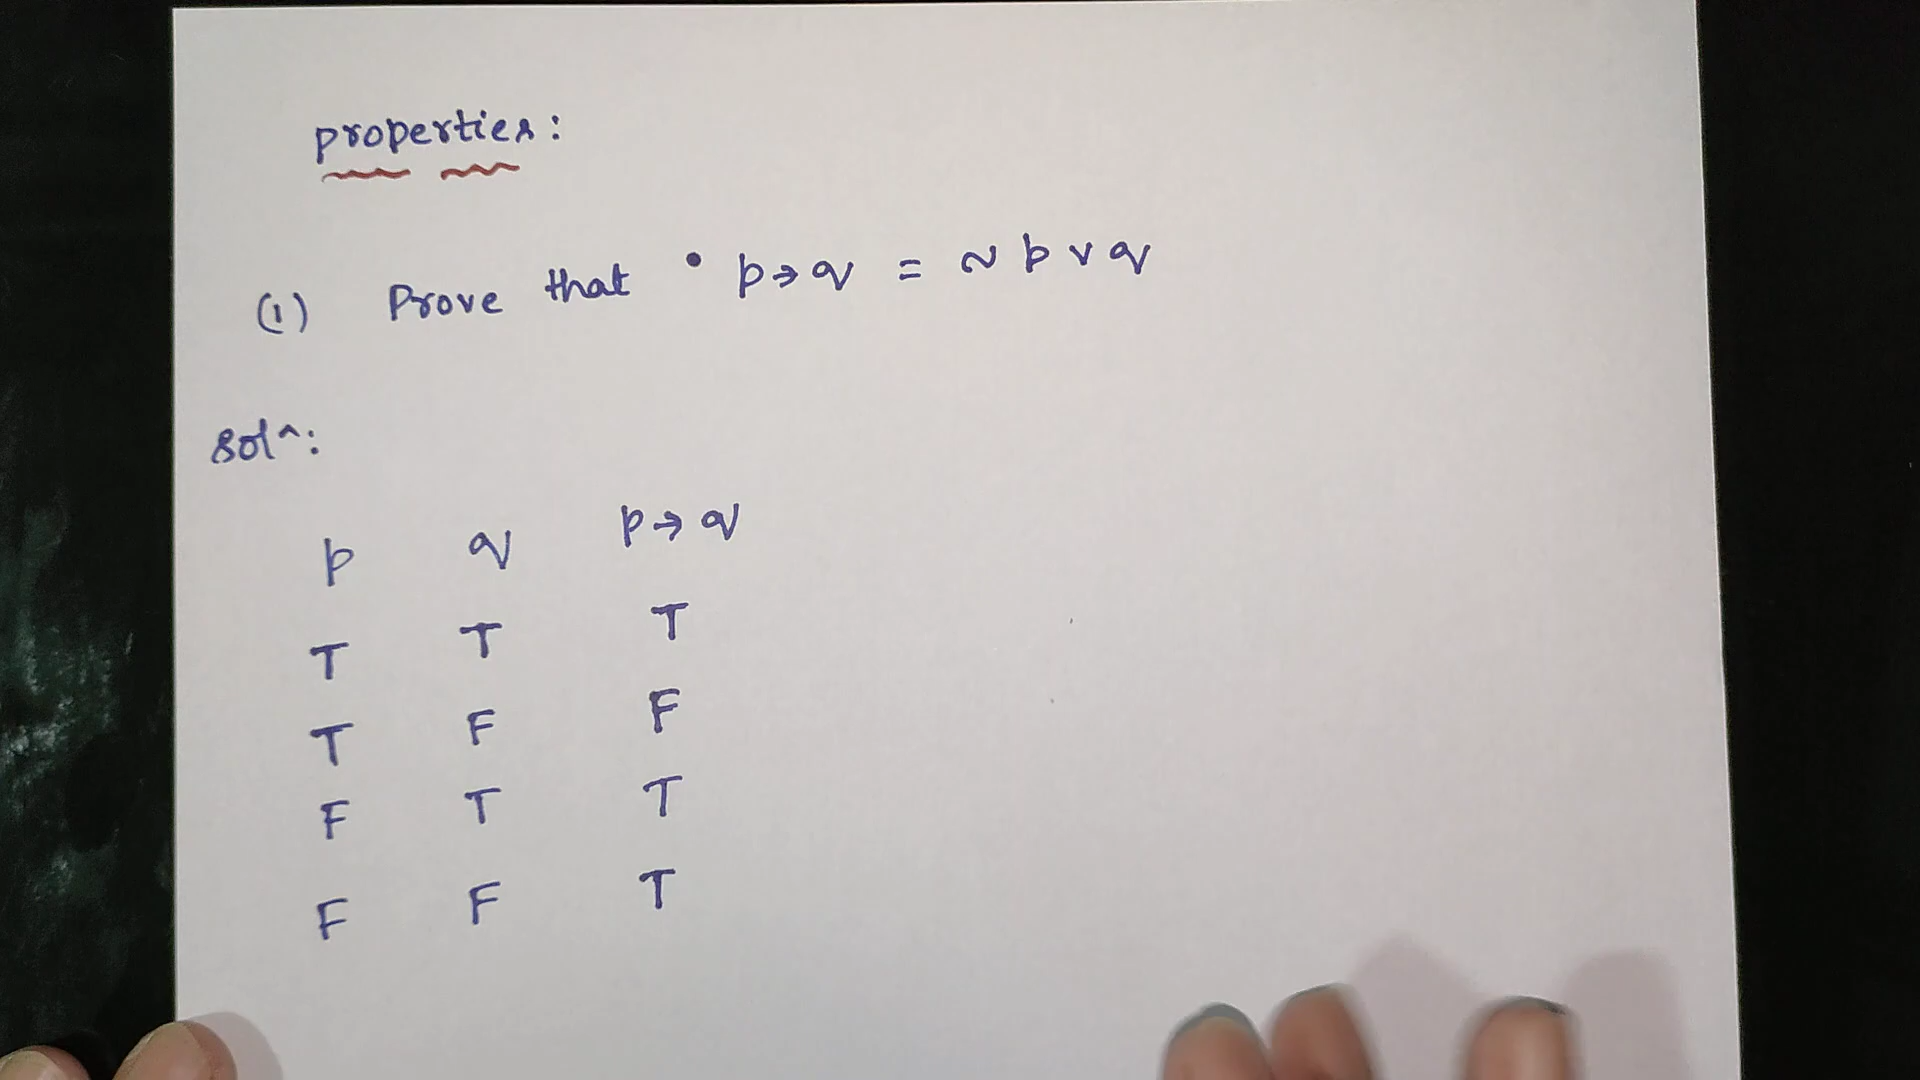 properties:
(1) Prove that • p→q = ~ p ∨ q
Sol^:
p q p→q
T T T
T F F
F T T
F F T